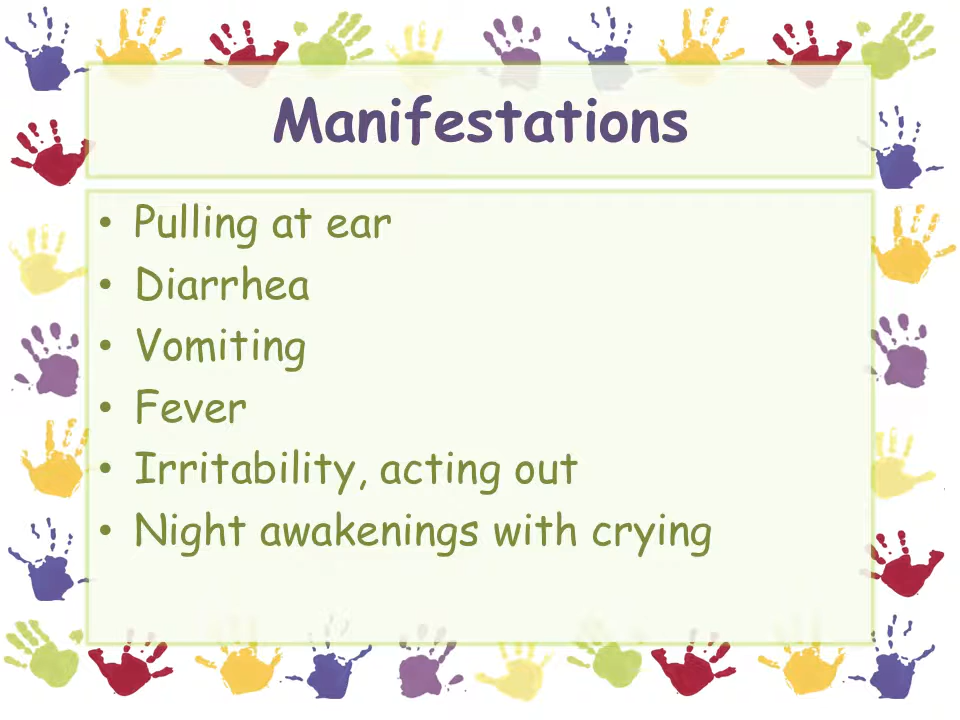 Manifestations
• Pulling at ear
• Diarrhea
• Vomiting
• Fever
• Irritability, acting out
• Night awakenings with crying